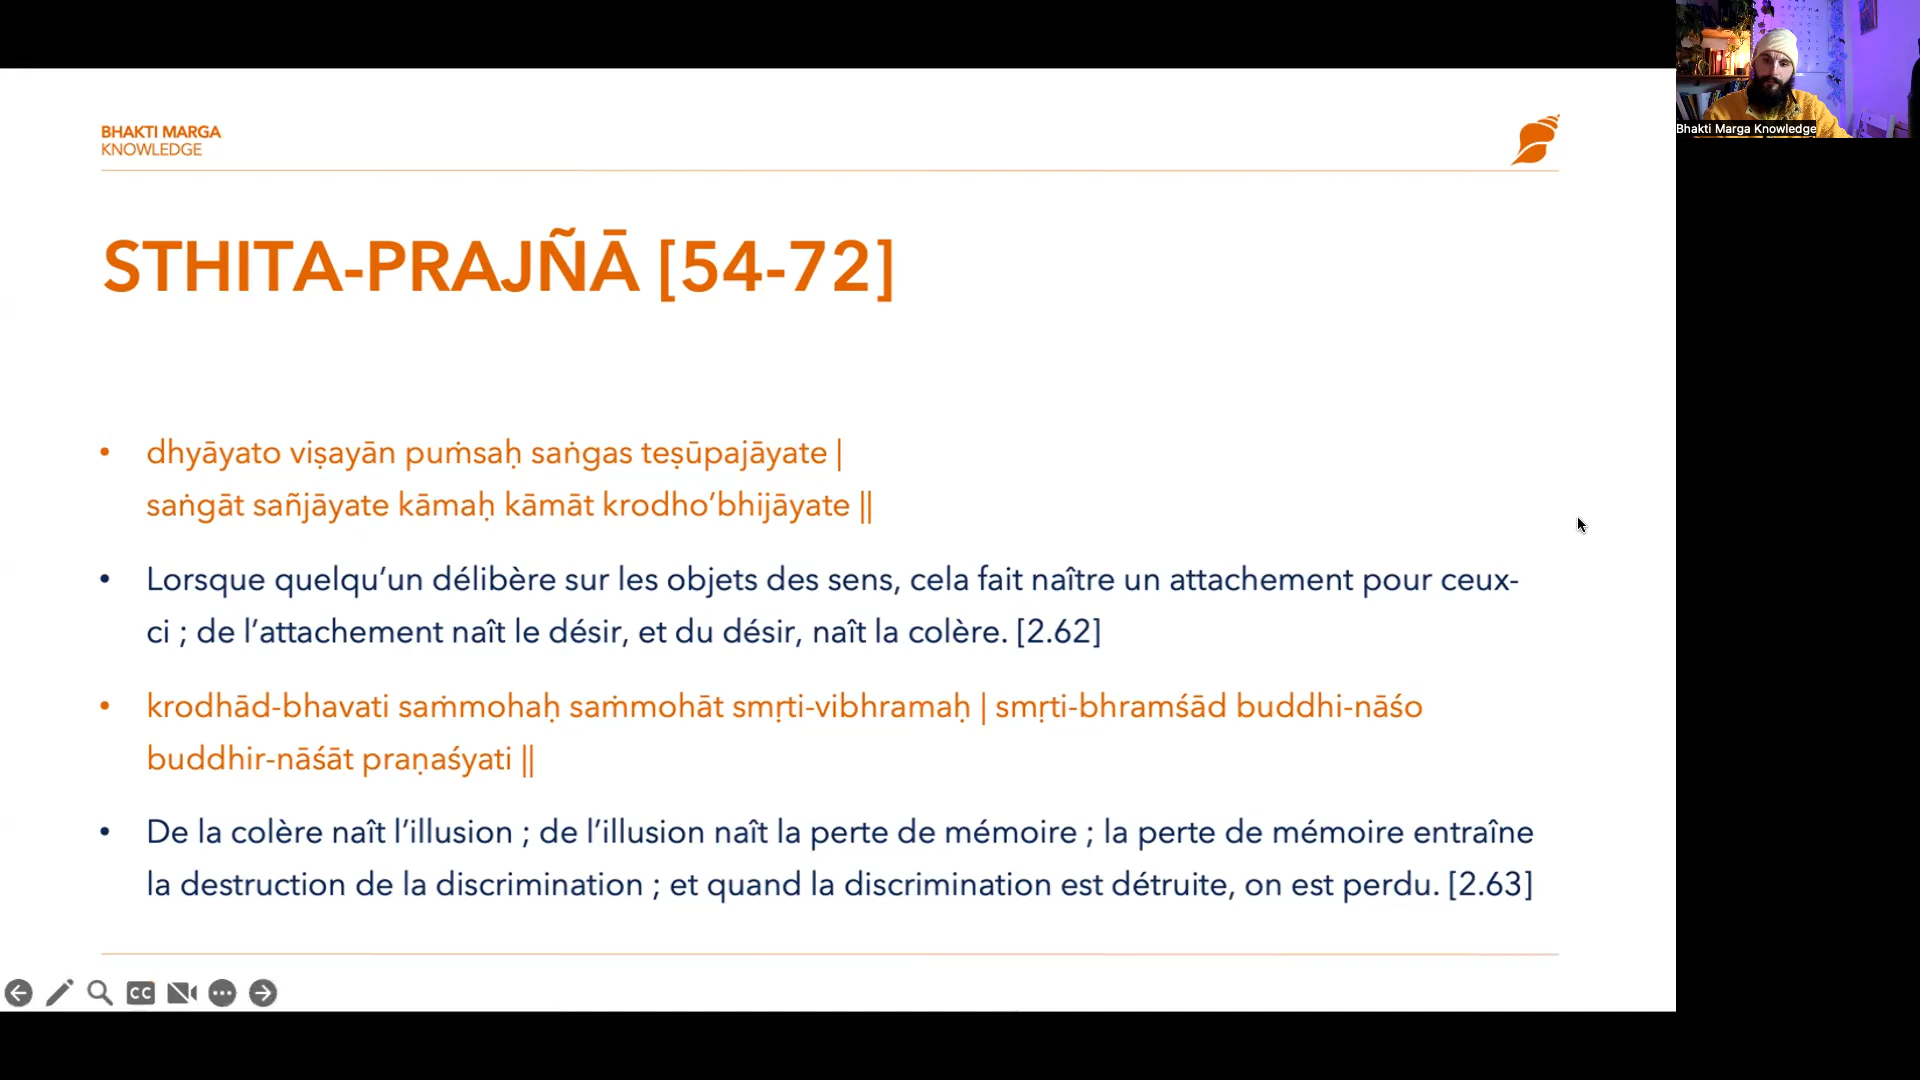 BHAKTI MARGA
KNOWLEDGE
Bhakti Marga Knowledge
STHITA-PRAJÑĀ [54-72]
• dhyāyato viṣayān puṁsaḥ saṅgas teṣūpajāyate |
saṅgāt sañjāyate kāmaḥ kāmāt krodho’bhijāyate ||
• Lorsque quelqu’un délibère sur les objets des sens, cela fait naître un attachement pour ceux-
ci ; de l’attachement naît le désir, et du désir, naît la colère. [2.62]
• krodhād-bhavati saṁmohaḥ saṁmohāt smṛti-vibhramaḥ | smṛti-bhramśād buddhi-nāśo
buddhir-nāśāt praṇaśyati ||
• De la colère naît l’illusion ; de l’illusion naît la perte de mémoire ; la perte de mémoire entraîne
la destruction de la discrimination ; et quand la discrimination est détruite, on est perdu. [2.63]
CC